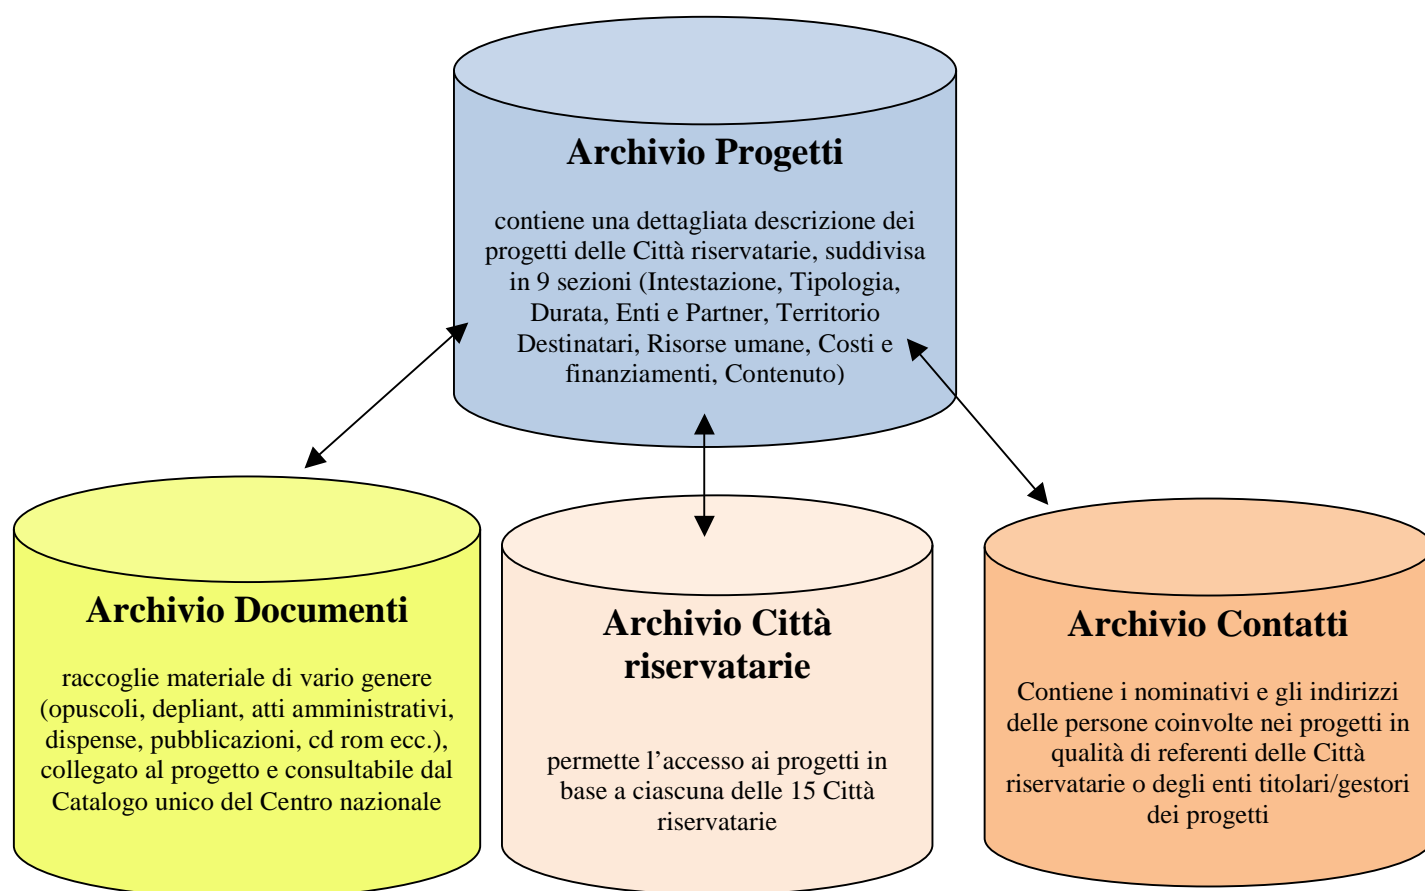 Archivio Progetti
contiene una dettagliata descrizione dei
progetti delle Città riservatarie, suddivisa
in 9 sezioni (Intestazione, Tipologia,
Durata, Enti e Partner, Territorio
Destinatari, Risorse umane, Costi e
finanziamenti, Contenuto)
Archivio Documenti
raccoglie materiale di vario genere
(opuscoli, depliant, atti amministrativi,
dispense, pubblicazioni, cd rom ecc.),
collegato al progetto e consultabile dal
Catalogo unico del Centro nazionale
Archivio Città
riservatarie
permette l’accesso ai progetti in
base a ciascuna delle 15 Città
riservatarie
Archivio Contatti
Contiene i nominativi e gli indirizzi
delle persone coinvolte nei progetti in
qualità di referenti delle Città
riservatarie o degli enti titolari/gestori
dei progetti